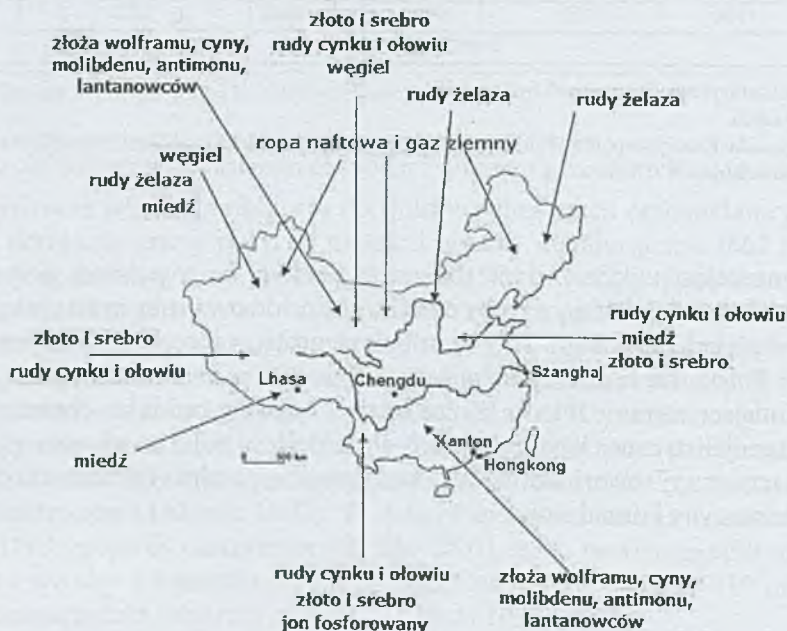 złoto i srebro
rudy cynku i ołowiu
węgiel
złoża wolframu, cyny,
molibdenu, antimonu,
lantanowców
rudy żelaza
rudy żelaza
ropa naftowa i gaz ziemny
węgiel
rudy żelaza
miedź
rudy cynku i ołowiu
miedź
złoto i srebro
złoto i srebro
rudy cynku i ołowiu
Lhasa
Chengdu
Szanghaj
Kanton
Hongkong
miedź
rudy cynku i ołowiu
złoto i srebro
jon fosforowany
złoża wolframu, cyny,
molibdenu, antimonu,
lantanowców